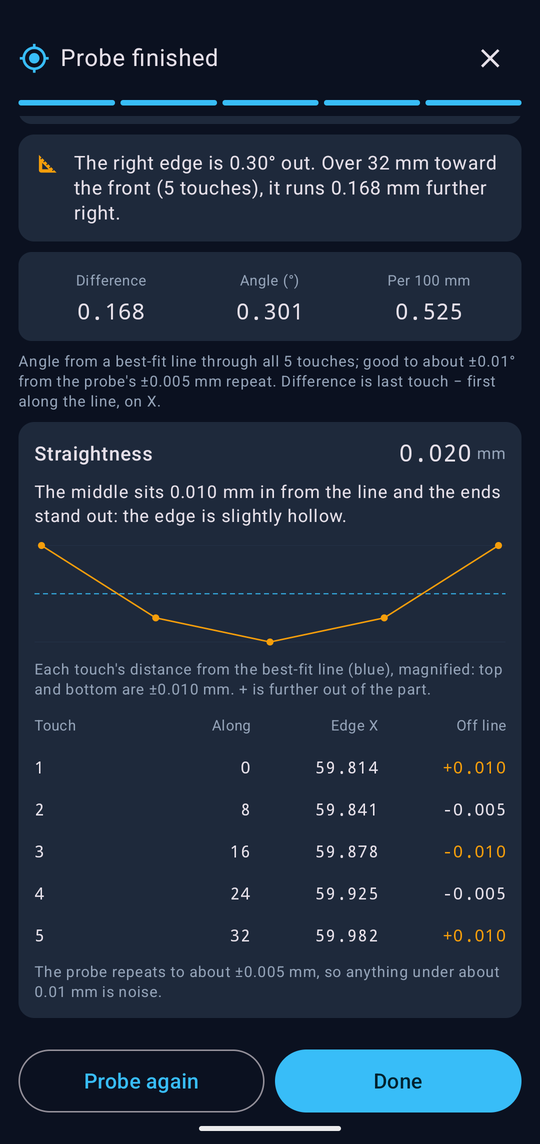 Probe finished
The right edge is 0.30° out. Over 32 mm toward
the front (5 touches), it runs 0.168 mm further
right.
Difference Angle (°) Per 100 mm
0.168 0.301 0.525
Angle from a best-fit line through all 5 touches; good to about ±0.01°
from the probe's ±0.005 mm repeat. Difference is last touch − first
along the line, on X.
Straightness 0.020 mm
The middle sits 0.010 mm in from the line and the ends
stand out: the edge is slightly hollow.
Each touch's distance from the best-fit line (blue), magnified: top
and bottom are ±0.010 mm. + is further out of the part.
Touch Along Edge X Off line
1 0 59.814 +0.010
2 8 59.841 -0.005
3 16 59.878 -0.010
4 24 59.925 -0.005
5 32 59.982 +0.010
The probe repeats to about ±0.005 mm, so anything under about
0.01 mm is noise.
Probe again Done